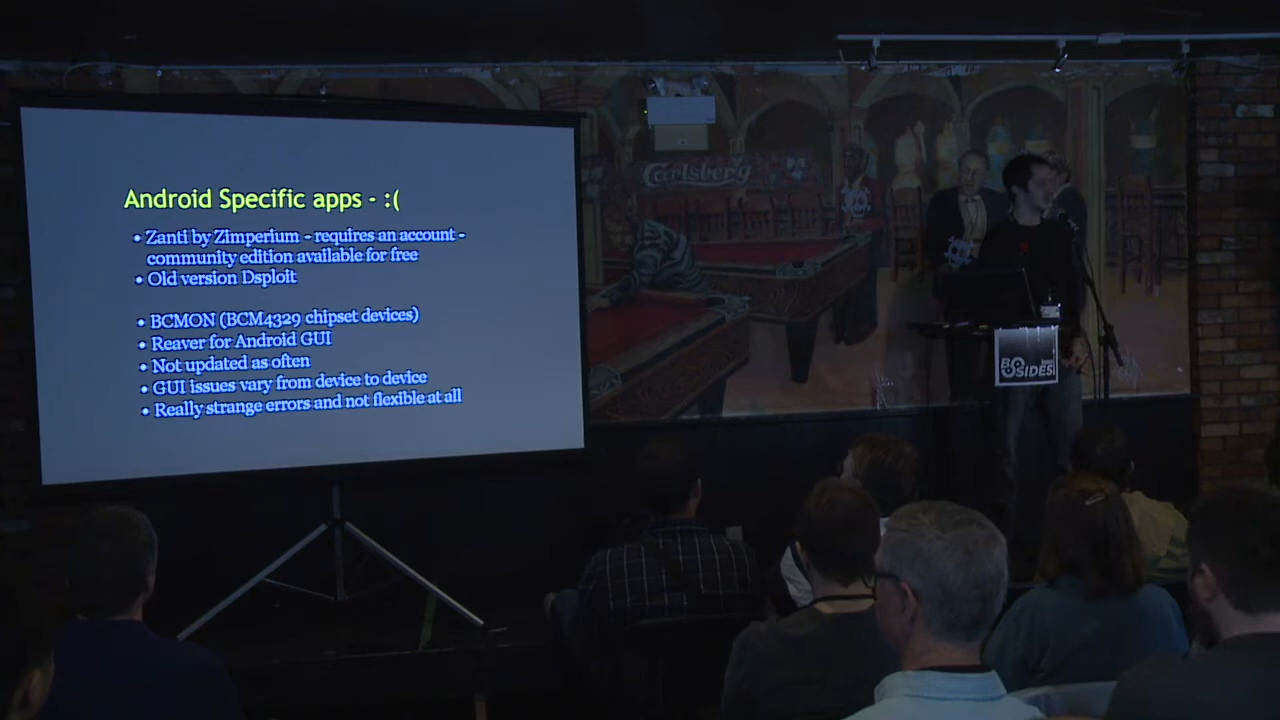 Android Specific apps - :(
• Zanti by Zimperium - requires an account -
community edition available for free
• Old version Dsploit
• BCMON (BCM4329 chipset devices)
• Reaver for Android GUI
• Not updated as often
• GUI issues vary from device to device
• Really strange errors and not flexible at all
Carlsberg
BSIDES